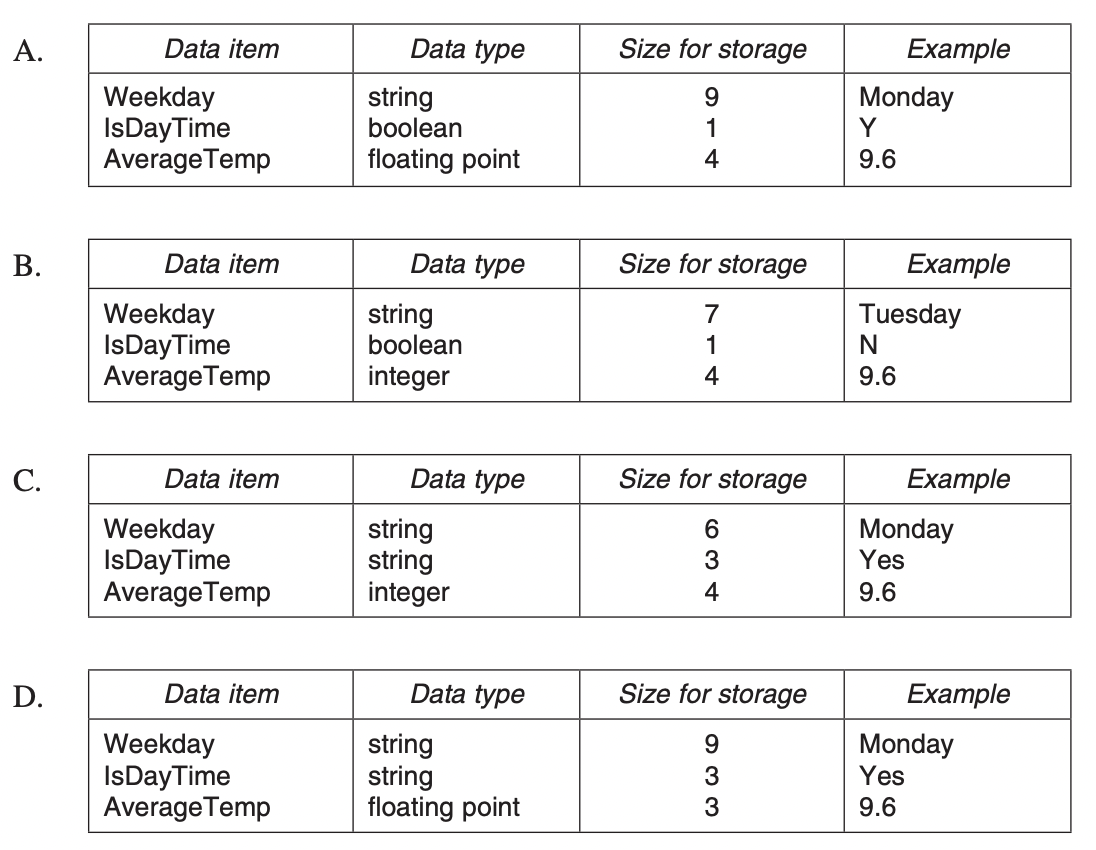 A.
Data item Data type Size for storage Example
Weekday string 9 Monday
IsDayTime boolean 1 Y
AverageTemp floating point 4 9.6
B.
Data item Data type Size for storage Example
Weekday string 7 Tuesday
IsDayTime boolean 1 N
AverageTemp integer 4 9.6
C.
Data item Data type Size for storage Example
Weekday string 6 Monday
IsDayTime string 3 Yes
AverageTemp integer 4 9.6
D.
Data item Data type Size for storage Example
Weekday string 9 Monday
IsDayTime string 3 Yes
AverageTemp floating point 3 9.6